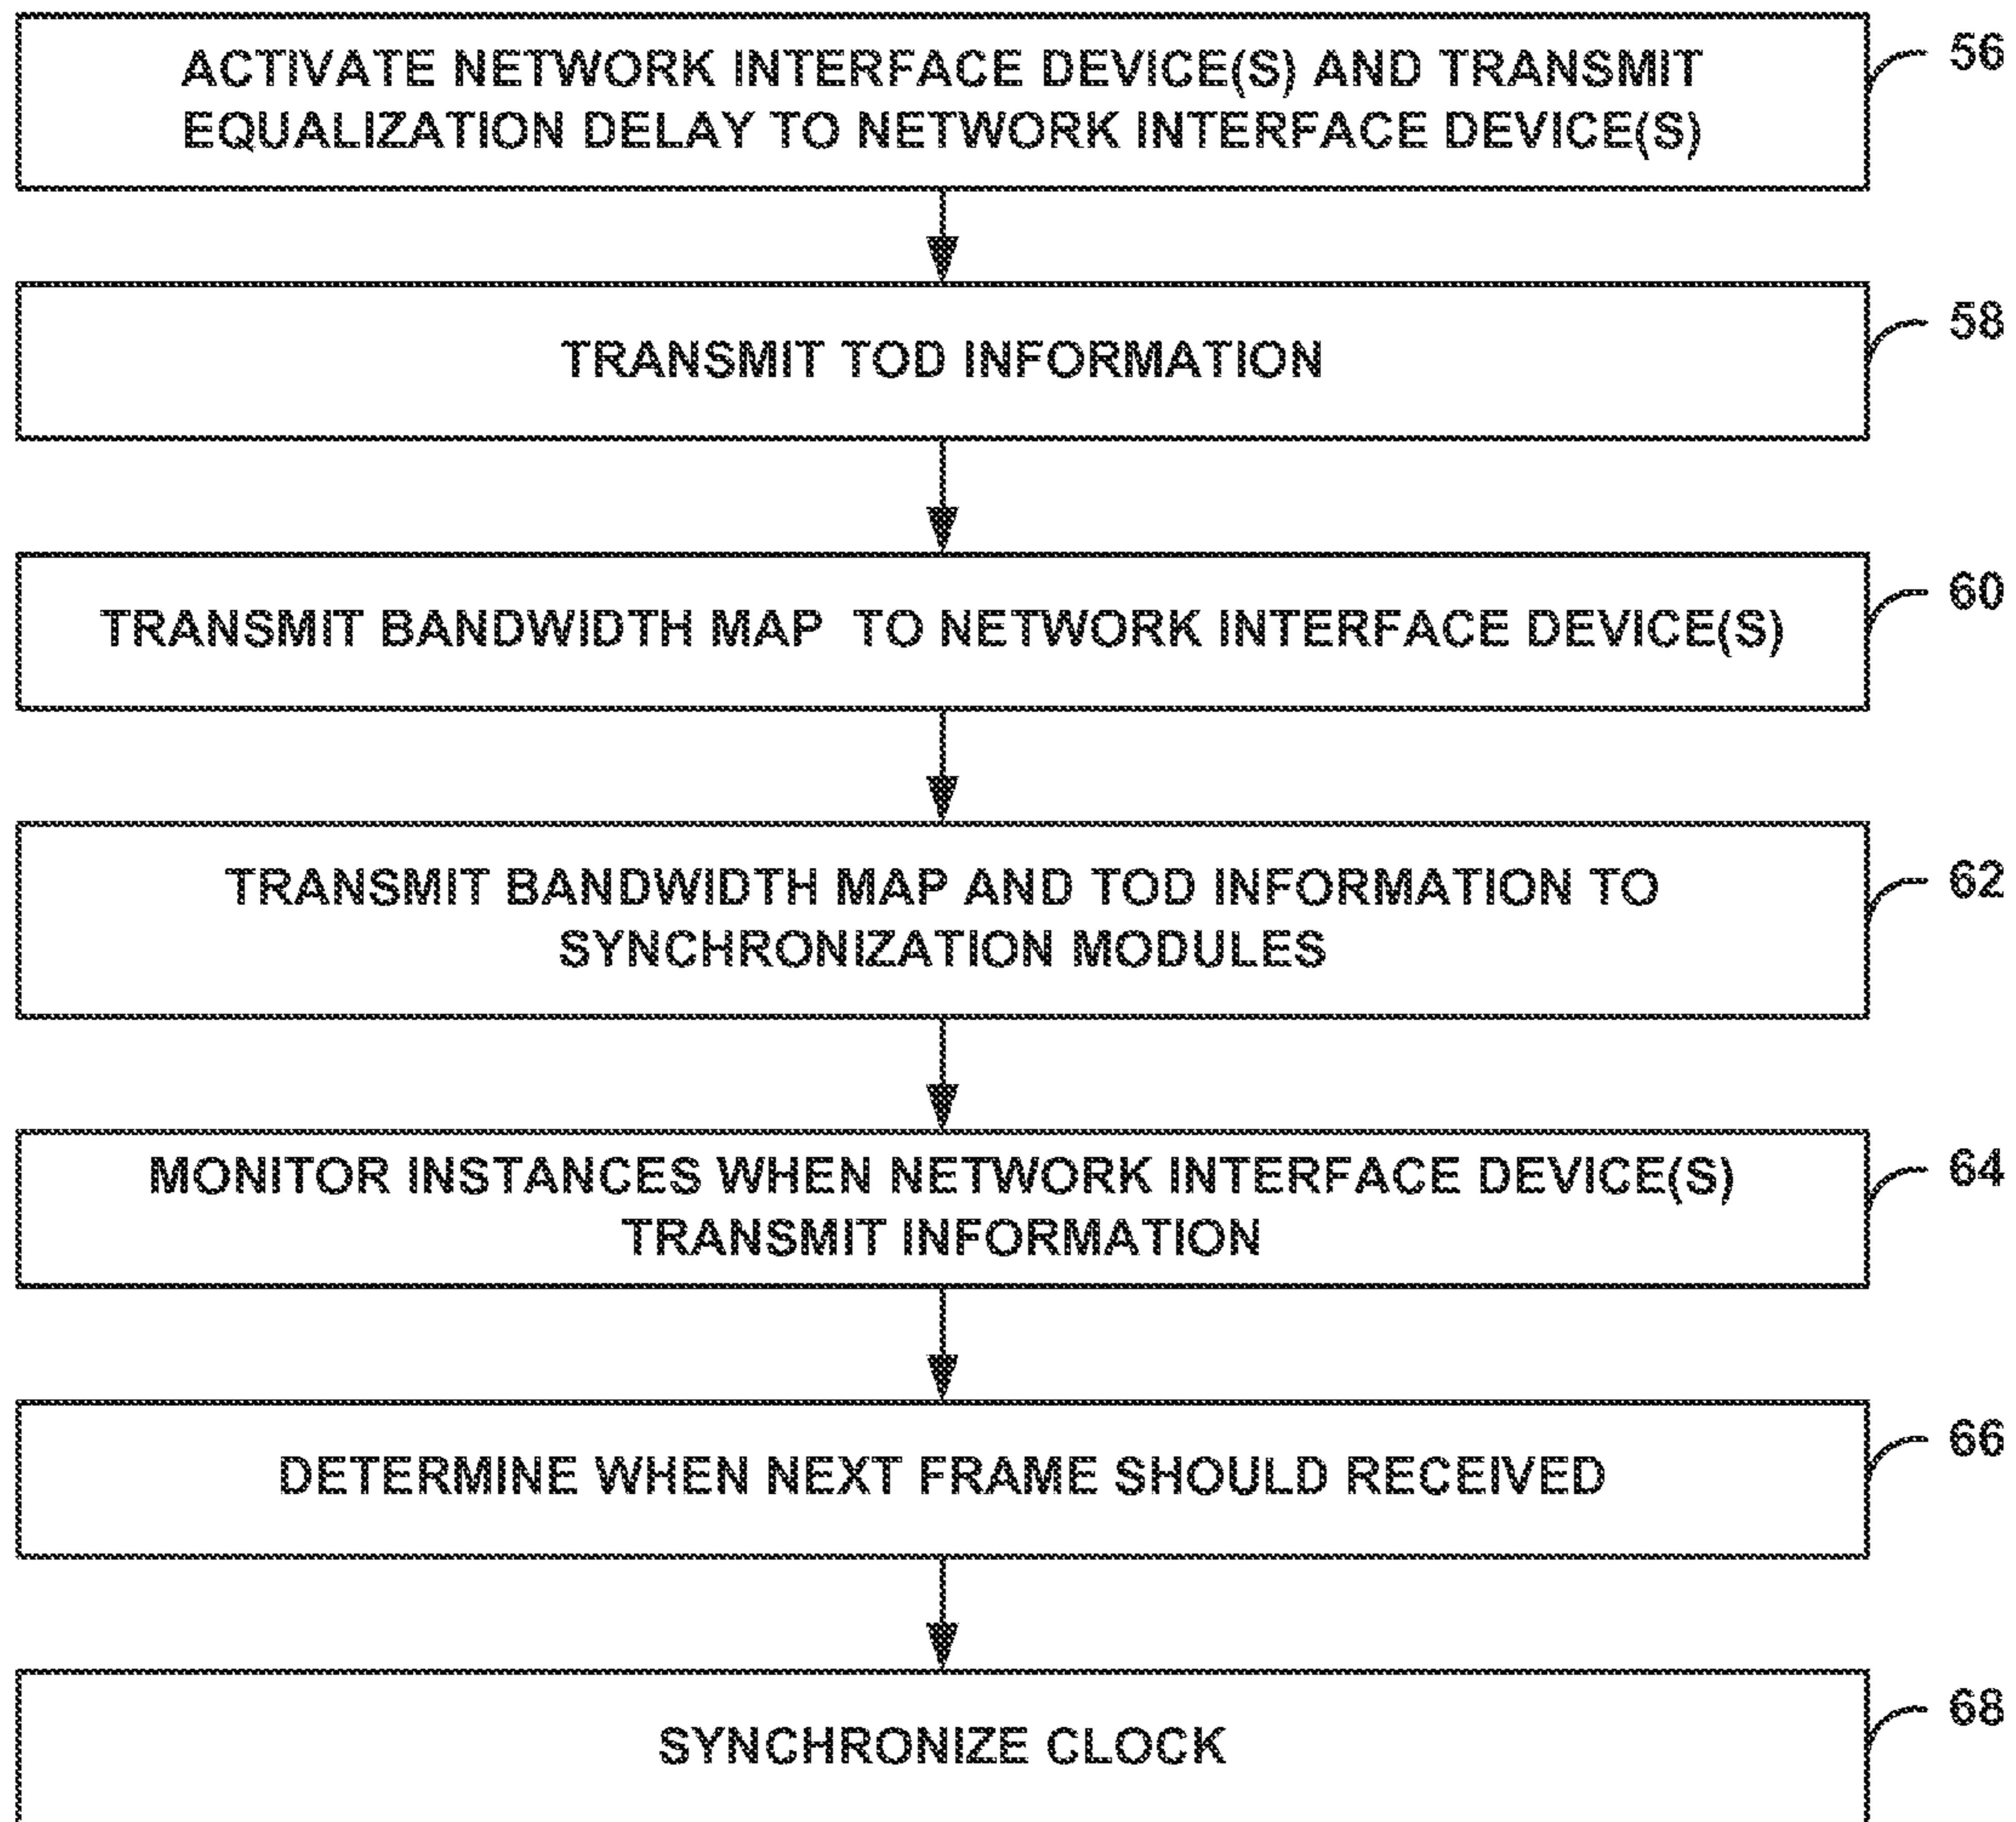 ACTIVATE NETWORK INTERFACE DEVICE(S) AND TRANSMIT
EQUALIZATION DELAY TO NETWORK INTERFACE DEVICE(S)
56
TRANSMIT TOD INFORMATION
58
TRANSMIT BANDWIDTH MAP TO NETWORK INTERFACE DEVICE(S)
60
TRANSMIT BANDWIDTH MAP AND TOD INFORMATION TO
SYNCHRONIZATION MODULES
62
MONITOR INSTANCES WHEN NETWORK INTERFACE DEVICE(S)
TRANSMIT INFORMATION
64
DETERMINE WHEN NEXT FRAME SHOULD RECEIVED
66
SYNCHRONIZE CLOCK
68